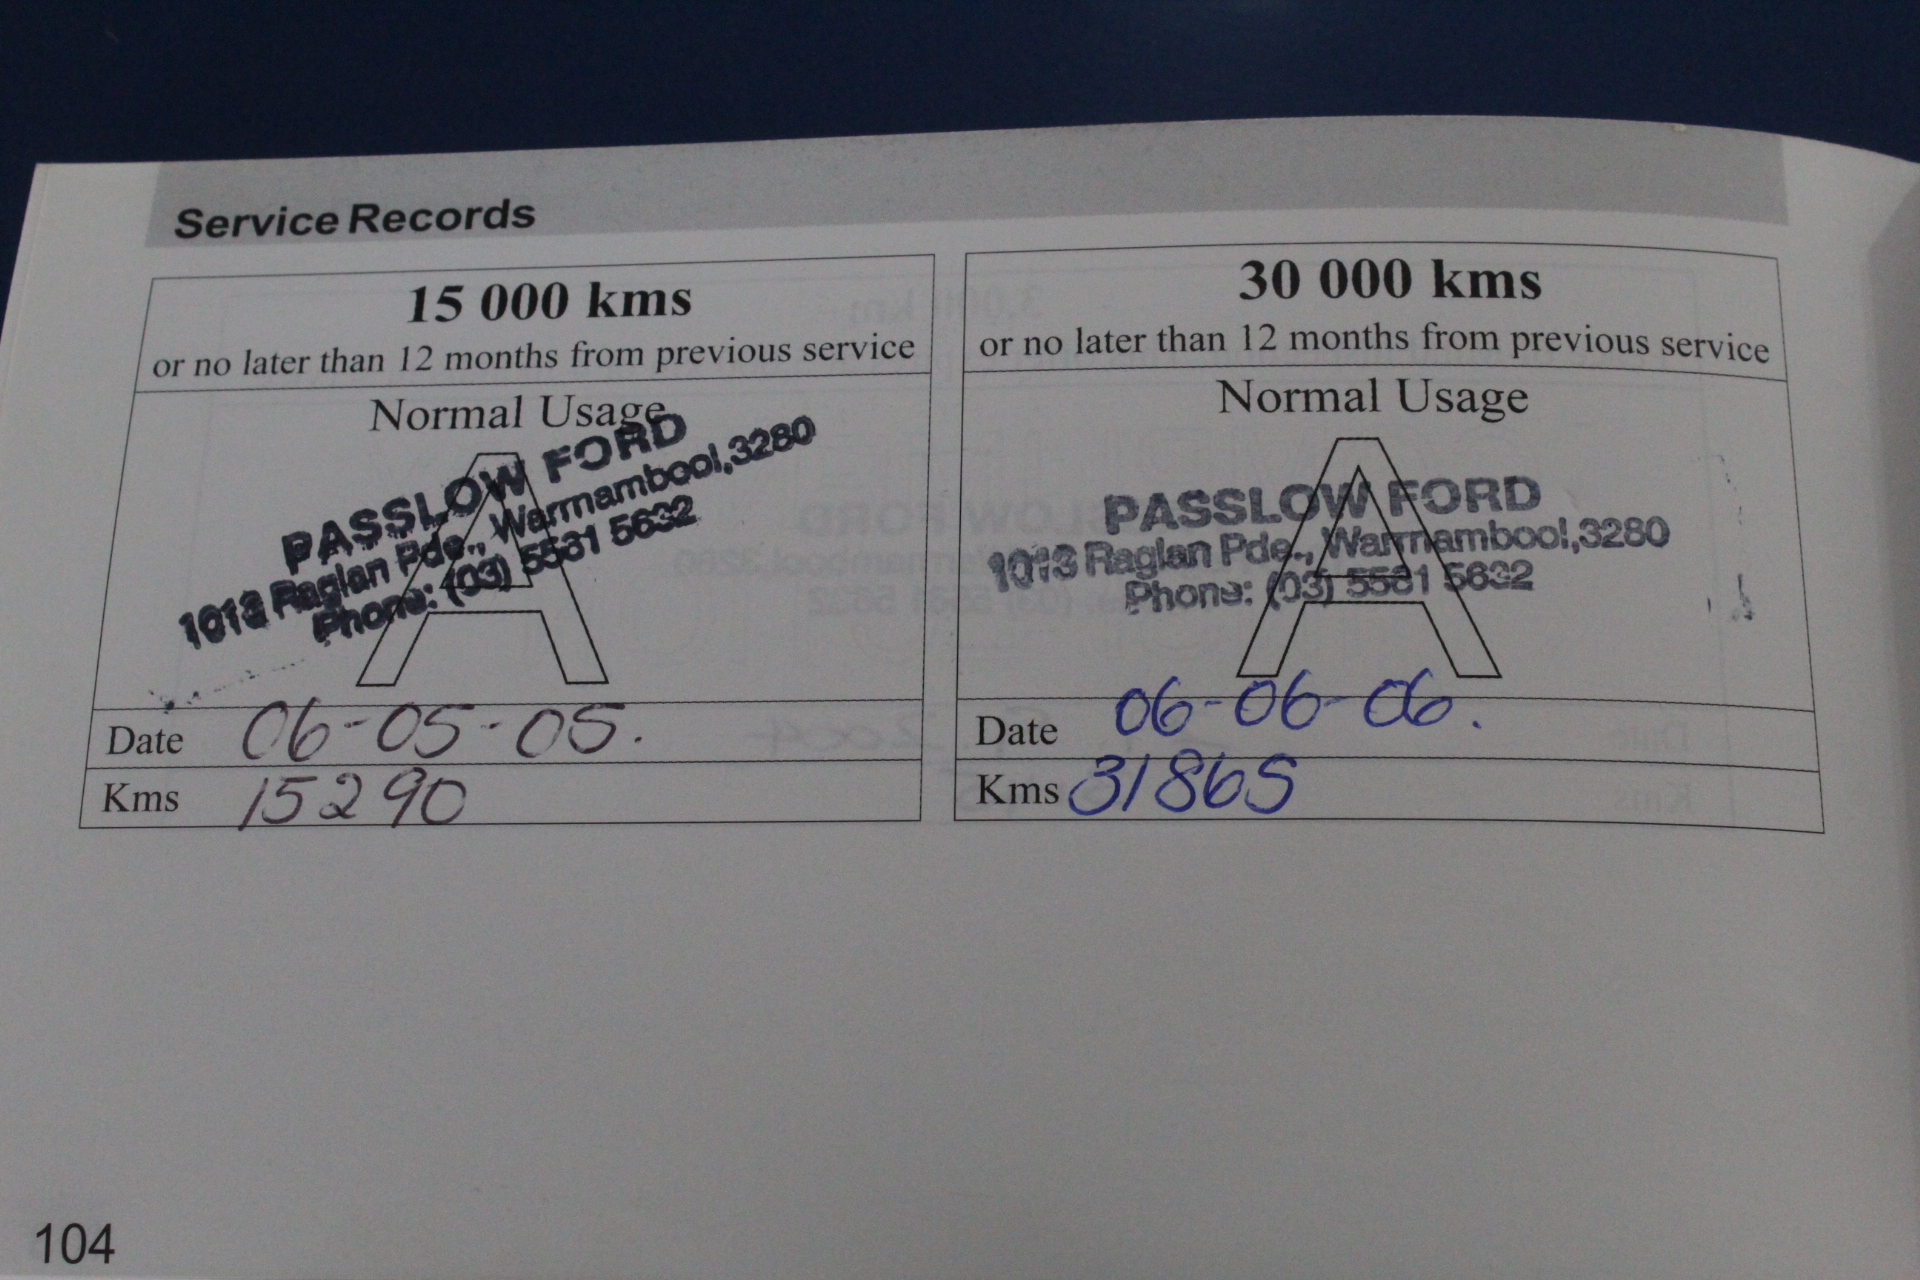 Service Records
15 000 kms
or no later than 12 months from previous service
Normal Usage
A
PASSLOW FORD
1013 Raglan Pde., Warrnambool,3280
Phone: (03) 5561 5632
Date 06-05-05.
Kms 15290
30 000 kms
or no later than 12 months from previous service
Normal Usage
A
PASSLOW FORD
1013 Raglan Pde., Warrnambool,3280
Phone: (03) 5561 5632
Date 06-06-06.
Kms 31865
104